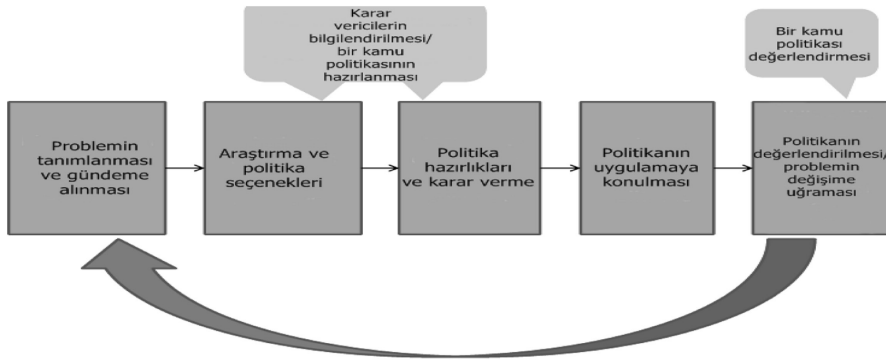 Karar
vericilerin
bilgilendirilmesi/
bir kamu
politikasının
hazırlanması
Bir kamu
politikası
değerlendirmesi
Problemin
tanımlanması
ve gündeme
alınması
Araştırma ve
politika
seçenekleri
Politika
hazırlıkları
ve karar verme
Politikanın
uygulamaya
konulması
Politikanın
değerlendirilmesi/
problemin
değişime
uğraması